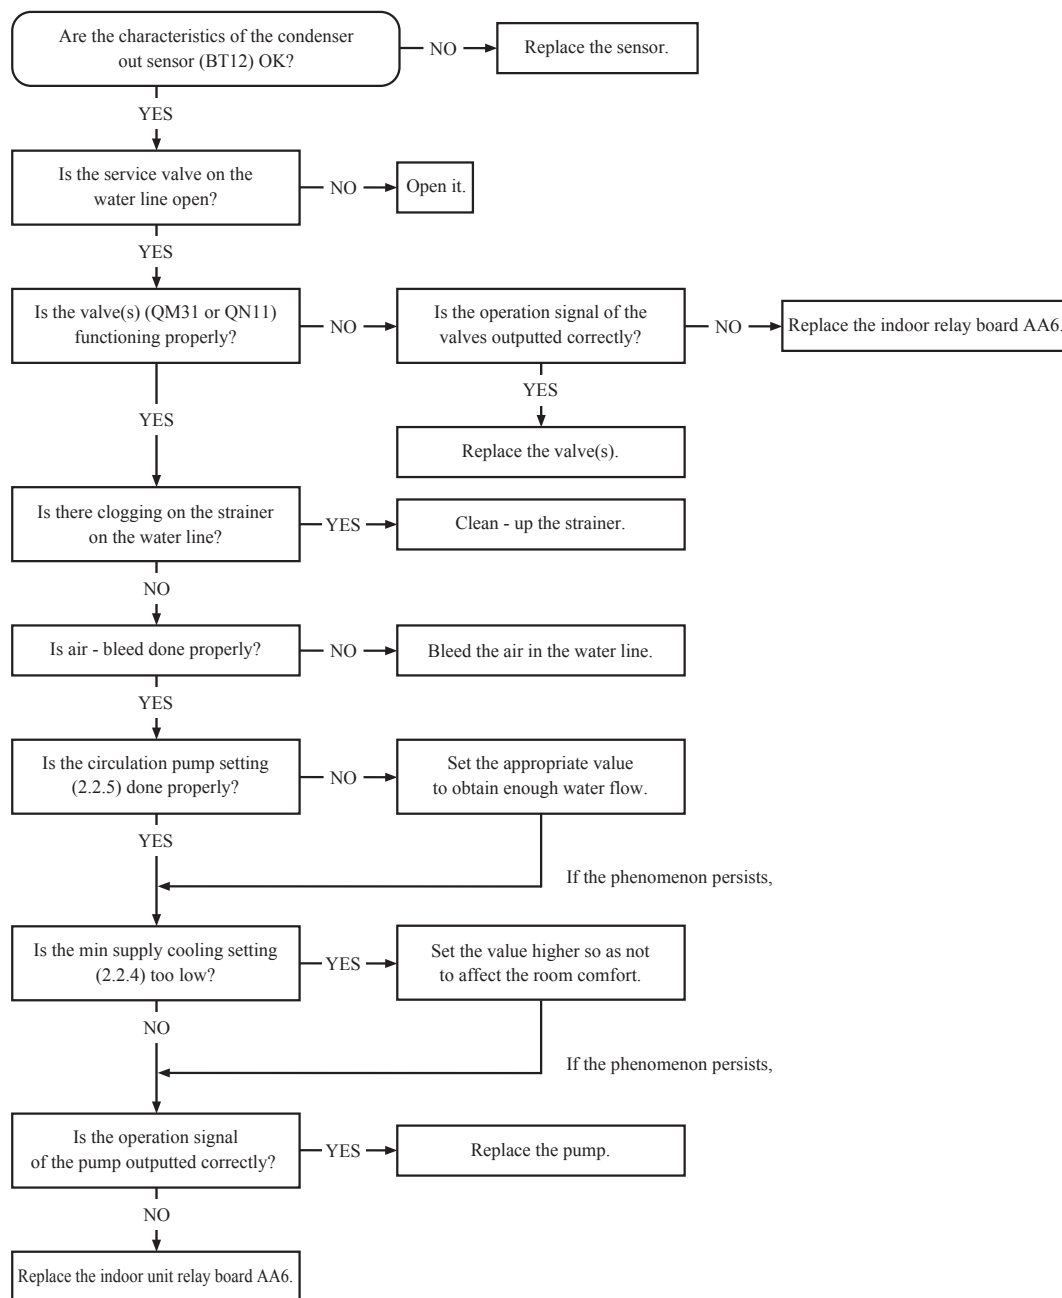 Are the characteristics of the condenser
out sensor (BT12) OK?
NO
Replace the sensor.
YES
Is the service valve on the
water line open?
NO
Open it.
YES
Is the valve(s) (QM31 or QN11)
functioning properly?
NO
Is the operation signal of the
valves outputted correctly?
NO
Replace the indoor relay board AA6.
YES
Replace the valve(s).
YES
Is there clogging on the strainer
on the water line?
YES
Clean - up the strainer.
NO
Is air - bleed done properly?
NO
Bleed the air in the water line.
YES
Is the circulation pump setting
(2.2.5) done properly?
NO
Set the appropriate value
to obtain enough water flow.
YES
If the phenomenon persists,
Is the min supply cooling setting
(2.2.4) too low?
YES
Set the value higher so as not
to affect the room comfort.
NO
If the phenomenon persists,
Is the operation signal
of the pump outputted correctly?
YES
Replace the pump.
NO
Replace the indoor unit relay board AA6.